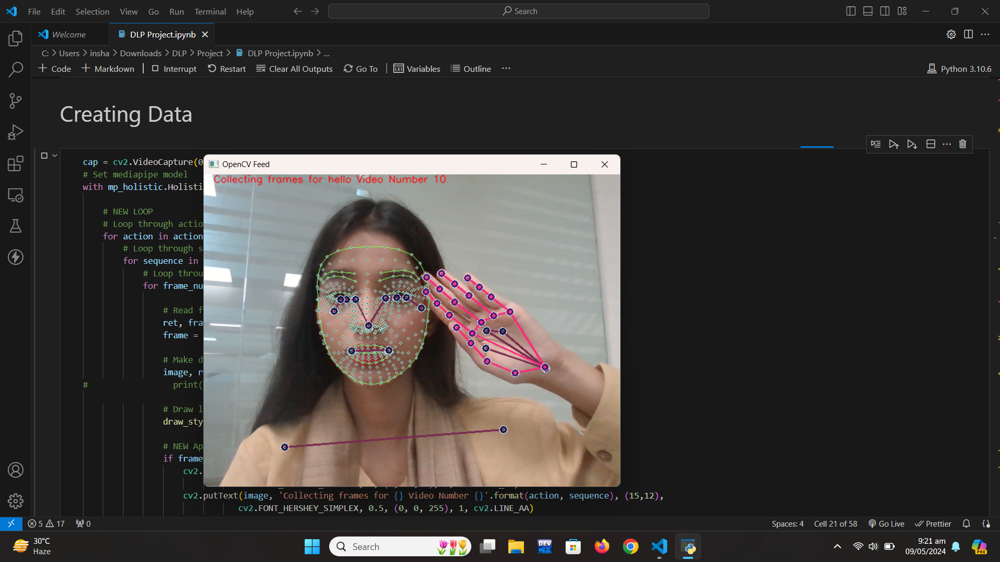 File Edit Selection View Go Run Terminal Help
Search
Welcome
DLP Project.ipynb
C: > Users > insha > Downloads > DLP > Project > DLP Project.ipynb > ...
+ Code + Markdown Interrupt Restart Clear All Outputs Go To Variables Outline ...
Python 3.10.6
Creating Data
cap = cv2.VideoCapture(0
# Set mediapipe model
with mp_holistic.Holisti
# NEW LOOP
# Loop through actio
for action in action
# Loop through s
for sequence in
# Loop throu
for frame_nu
# Read f
ret, fra
frame =
# Make d
image, r
# print(
# Draw l
draw_sty
# NEW Ap
if frame
cv2.
OpenCV Feed
Collecting frames for hello Video Number 10
cv2.putText(image, 'Collecting frames for {} Video Number {}'.format(action, sequence), (15,12),
cv2.FONT_HERSHEY_SIMPLEX, 0.5, (0, 0, 255), 1, cv2.LINE_AA)
5 17 0
Spaces: 4 Cell 21 of 58 Go Live Prettier
30°C
Haze
Search
DEV
C++
9:21 am
09/05/2024
PRE